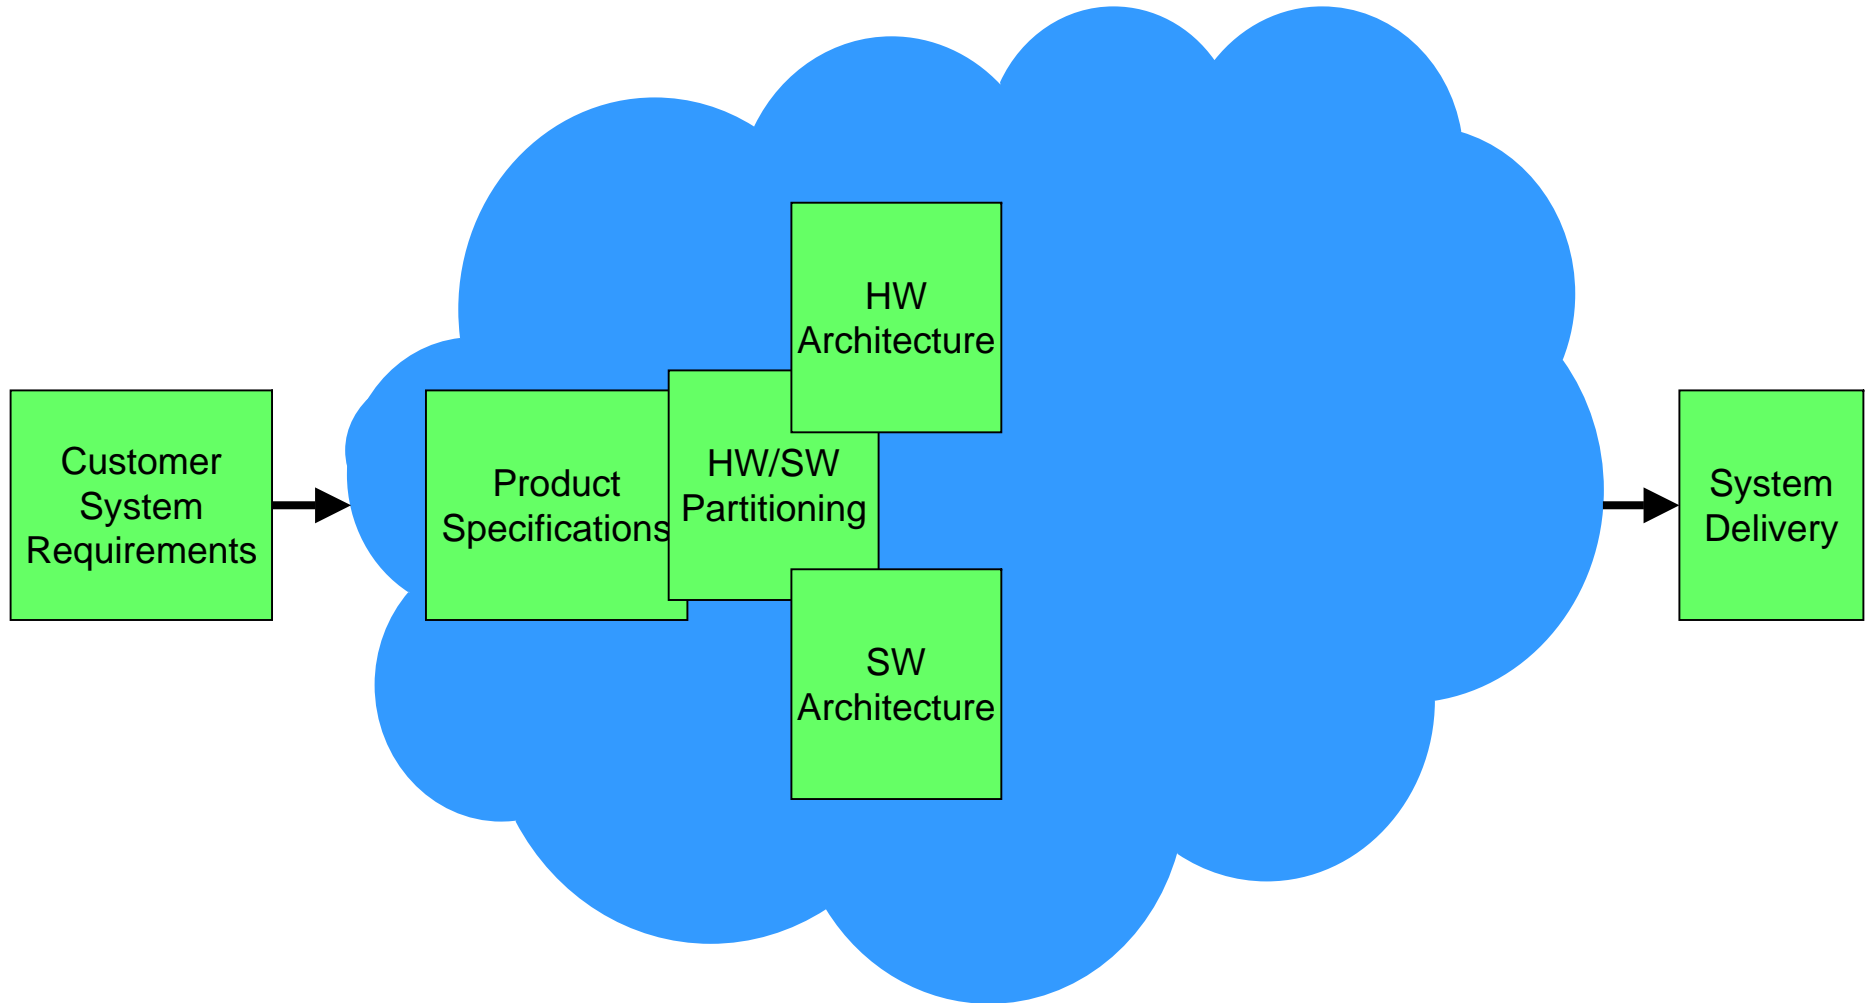 Customer
System
Requirements
Product
Specifications
HW/SW
Partitioning
HW
Architecture
SW
Architecture
System
Delivery